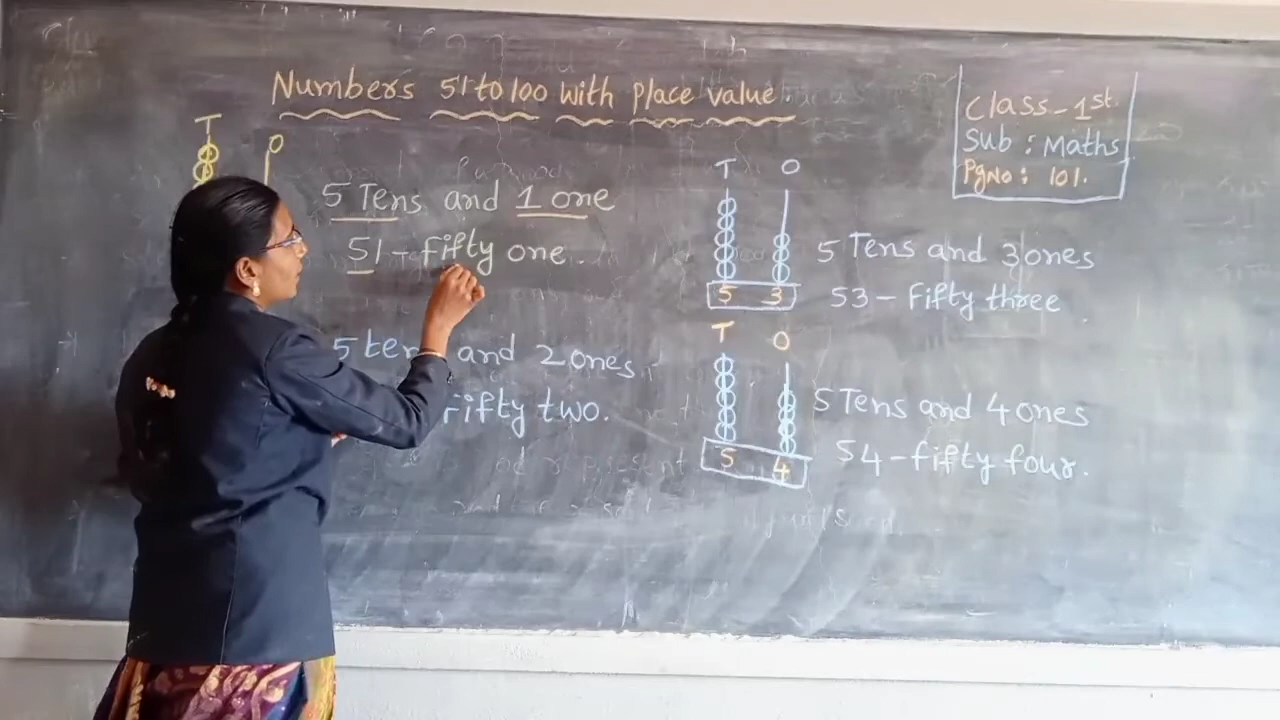 Numbers 51 to 100 with place value.
Class - 1st.
Sub : Maths
Pg No : 101.
T O
5 Tens and 1 one
51 - fifty one.
5 tens and 2 ones.
fifty two.
T O
5 Tens and 3 ones
5 3
53 - Fifty three
T O
5 Tens and 4 ones
5 4
54 - fifty four.